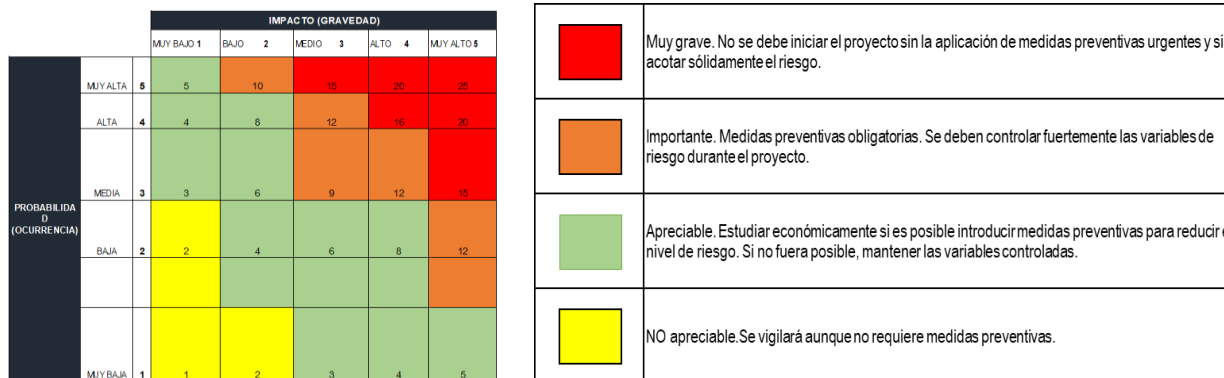 IMPACTO (GRAVEDAD)
MUY BAJO 1 BAJO 2 MEDIO 3 ALTO 4 MUY ALTO 5
MUY ALTA 5 5 10 15 20 25
ALTA 4 4 8 12 16 20
MEDIA 3 3 6 9 12 15
PROBABILIDA
D
(OCURRENCIA)
BAJA 2 2 4 6 8 12
MUY BAJA 1 1 2 3 4 5
Muy grave. No se debe iniciar el proyecto sin la aplicación de medidas preventivas urgentes y si
acotar sólidamente el riesgo.
Importante. Medidas preventivas obligatorias. Se deben controlar fuertemente las variables de
riesgo durante el proyecto.
Apreciable. Estudiar económicamente si es posible introducir medidas preventivas para reducir e
nivel de riesgo. Si no fuera posible, mantener las variables controladas.
NO apreciable.Se vigilará aunque no requiere medidas preventivas.